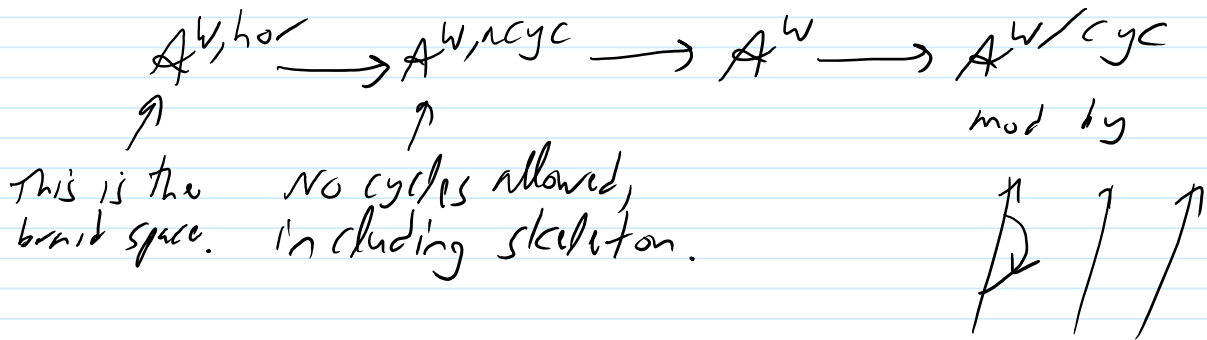 A^{w,hor} → A^{w,ncyc} → A^w → A^{w/cyc}
mod by
This is the No cycles allowed,
braid space. including skeleton.